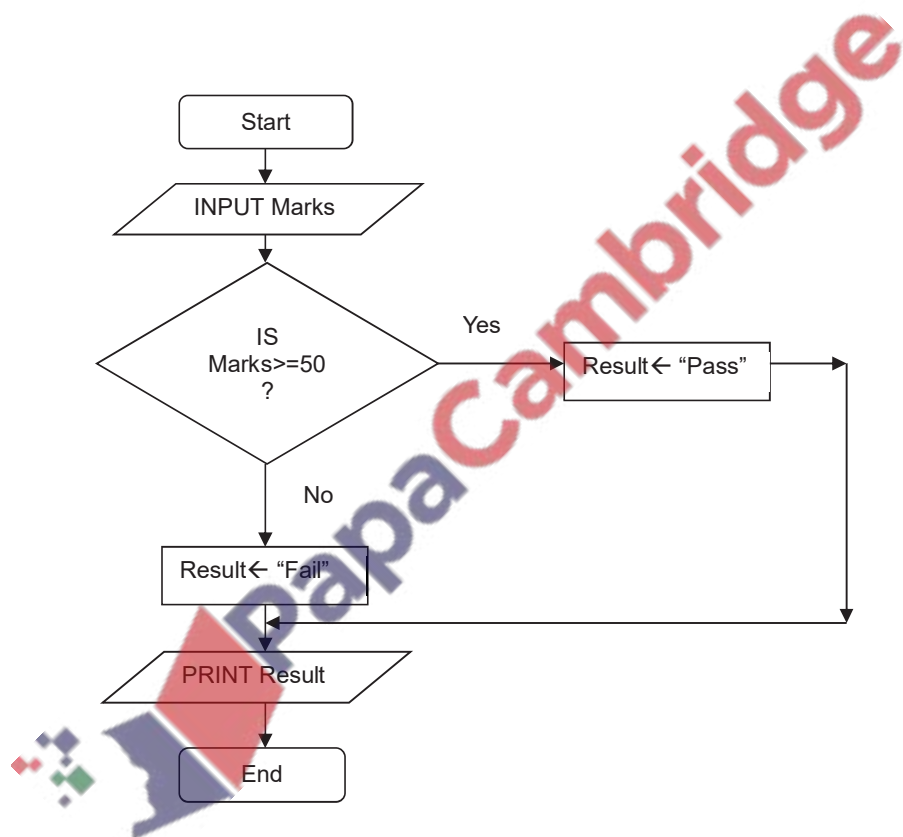 Start
INPUT Marks
IS
Marks>=50
?
Yes
Result← “Pass”
No
Result← “Fail”
PRINT Result
End
PapaCambridge